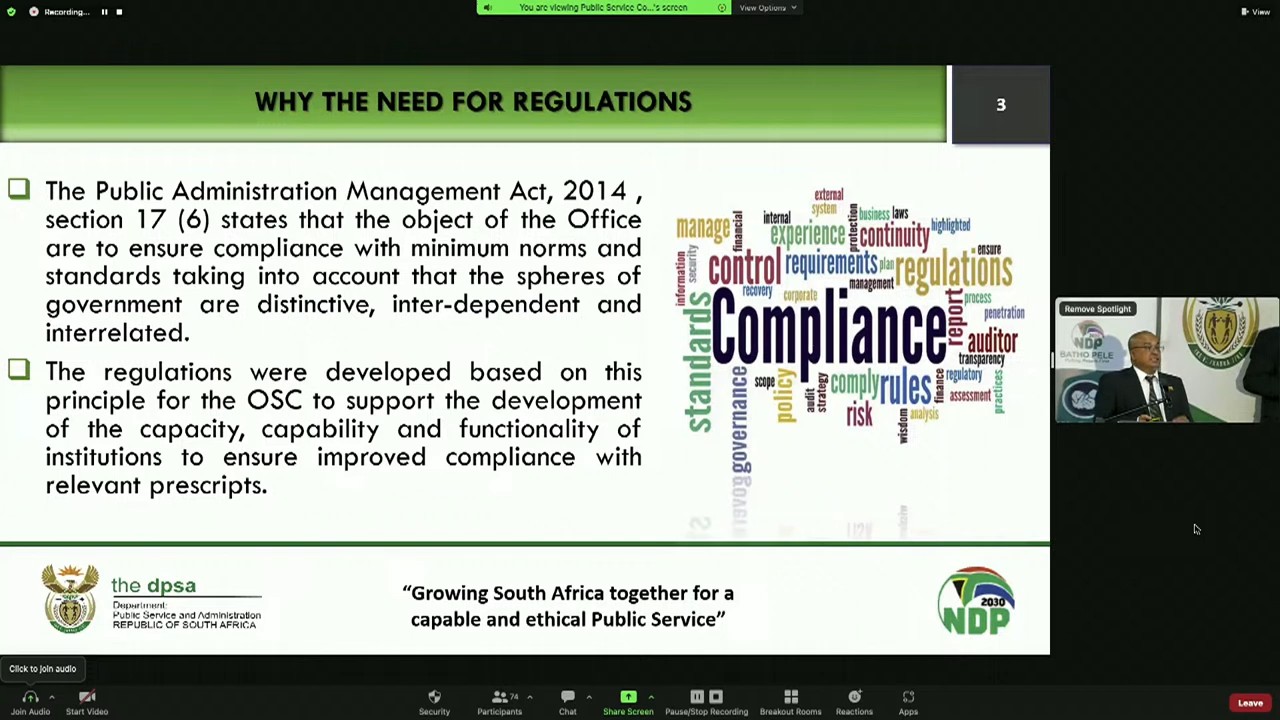 Recording...
You are viewing Public Service Co...'s screen
View Options
View
WHY THE NEED FOR REGULATIONS
3
The Public Administration Management Act, 2014 ,
section 17 (6) states that the object of the Office
are to ensure compliance with minimum norms and
standards taking into account that the spheres of
government are distinctive, inter-dependent and
interrelated.
The regulations were developed based on this
principle for the OSC to support the development
of the capacity, capability and functionality of
institutions to ensure improved compliance with
relevant prescripts.
external
system
business
laws
manage
financial
internal
experience
protection
continuity
highlighted
information
security
control
requirements
plan
regulations
ensure
recovery
corporate
management
process
penetration
standards
Compliance
report
auditor
transparency
governance
scope
policy
audit
strategy
comply
rules
finance
regulatory
assessment
practices
risk
wisdom
analysis
Remove Spotlight
NDP
BATHO PELE
the dpsa
Department:
Public Service and Administration
REPUBLIC OF SOUTH AFRICA
“Growing South Africa together for a
capable and ethical Public Service”
2030
NDP
Click to join audio
Join Audio
Start Video
Security
Participants
74
Chat
Share Screen
Pause/Stop Recording
Breakout Rooms
Reactions
Apps
Leave